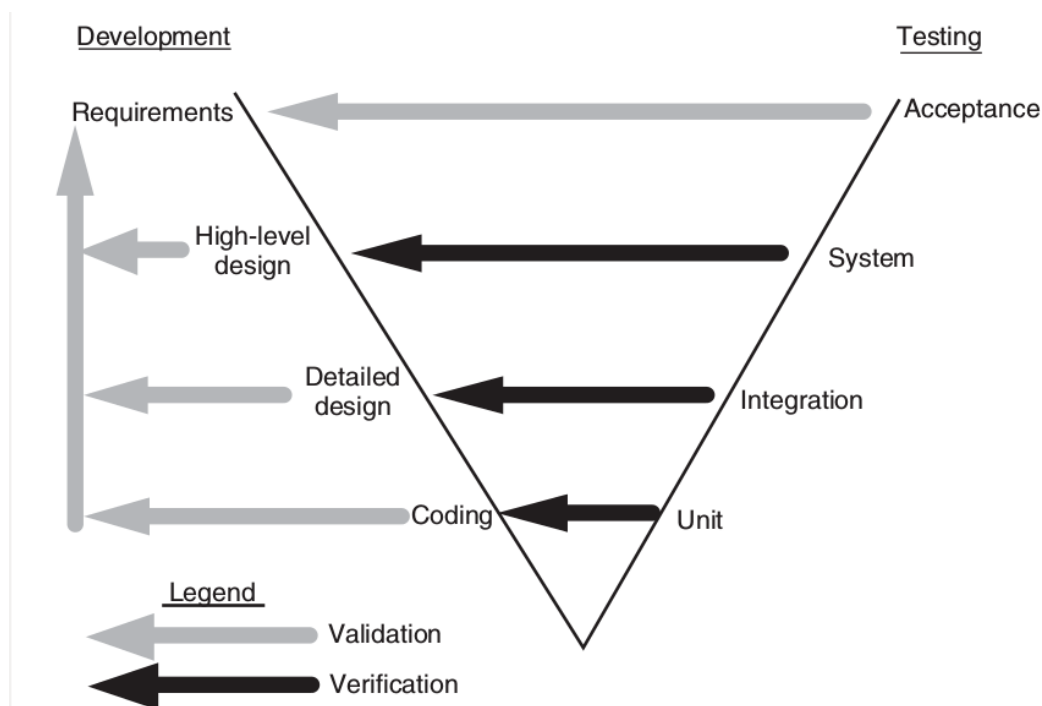 Development
Testing
Requirements
Acceptance
High-level
design
System
Detailed
design
Integration
Coding
Unit
Legend
Validation
Verification